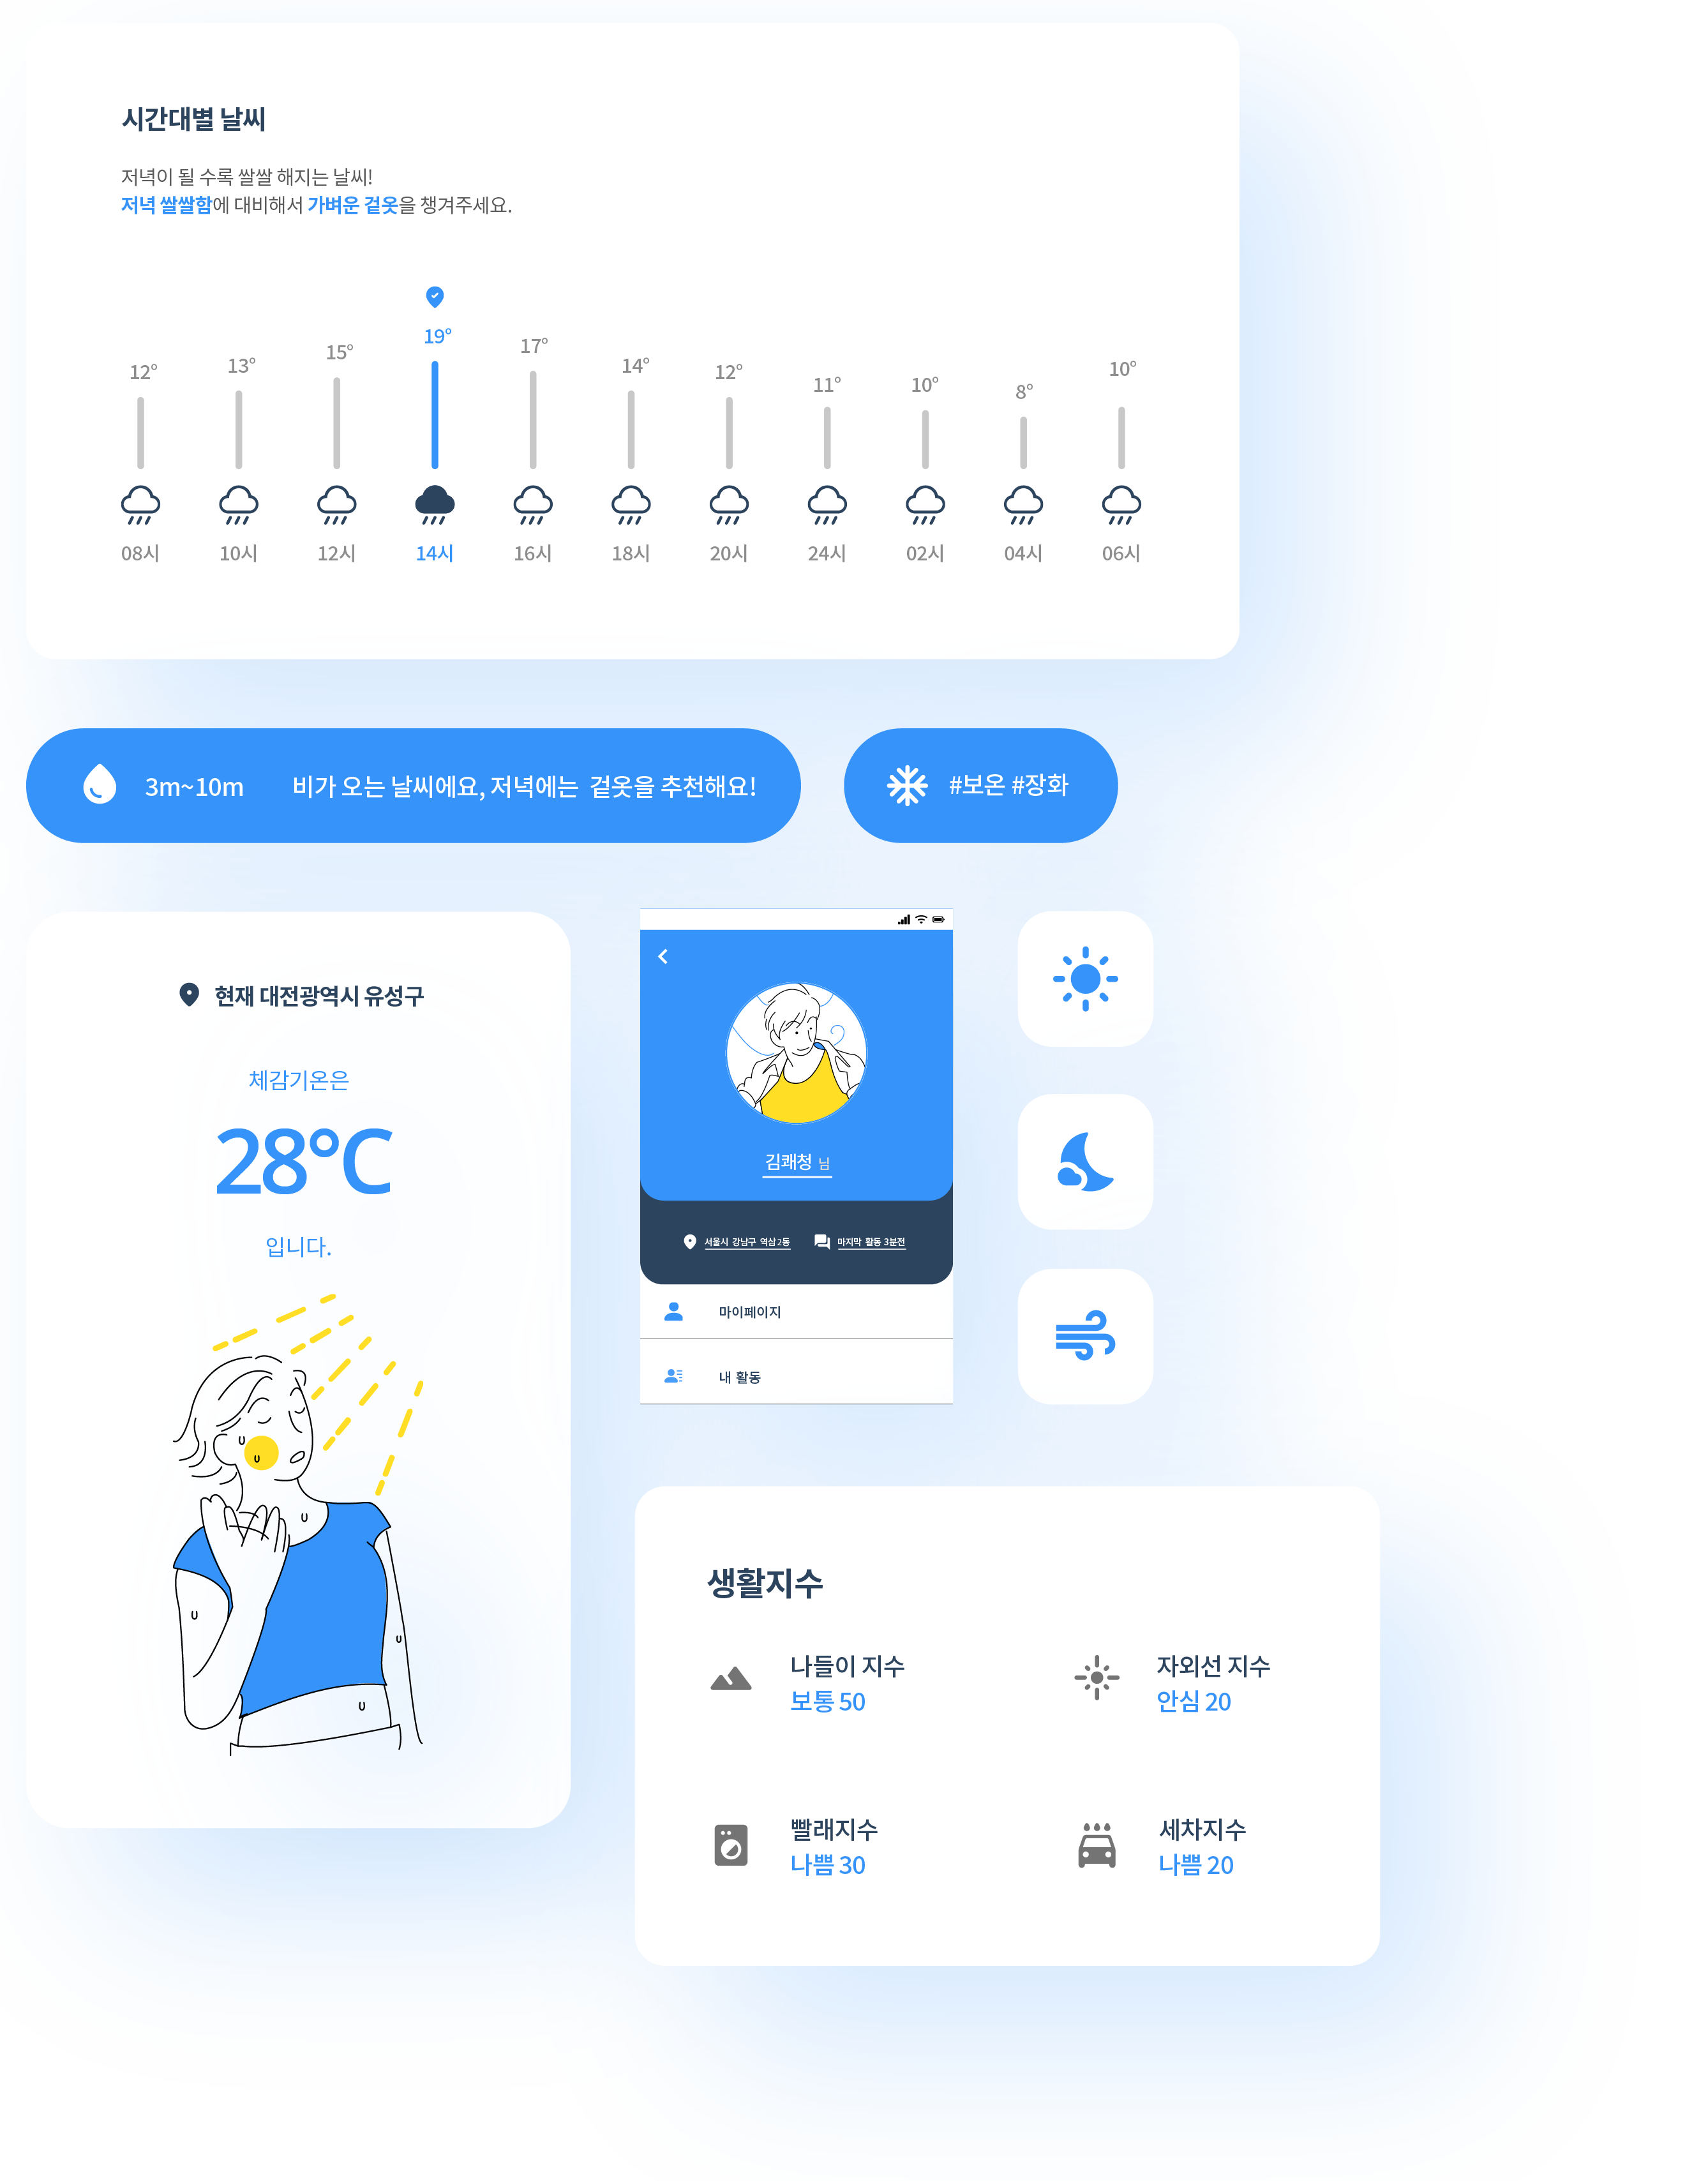 시간대별 날씨
저녁이 될 수록 쌀쌀 해지는 날씨!
저녁 쌀쌀함에 대비해서 가벼운 겉옷을 챙겨주세요.
12° 13° 15° 19° 17° 14° 12° 11° 10° 8° 10°
08시 10시 12시 14시 16시 18시 20시 24시 02시 04시 06시
3m~10m 비가 오는 날씨에요, 저녁에는 겉옷을 추천해요!
#보온 #장화
현재 대전광역시 유성구
체감기온은
28°C
입니다.
김쾌청 님
서울시 강남구 역삼2동 마지막 활동 3분전
마이페이지
내 활동
생활지수
나들이 지수
보통 50
자외선 지수
안심 20
빨래지수
나쁨 30
세차지수
나쁨 20